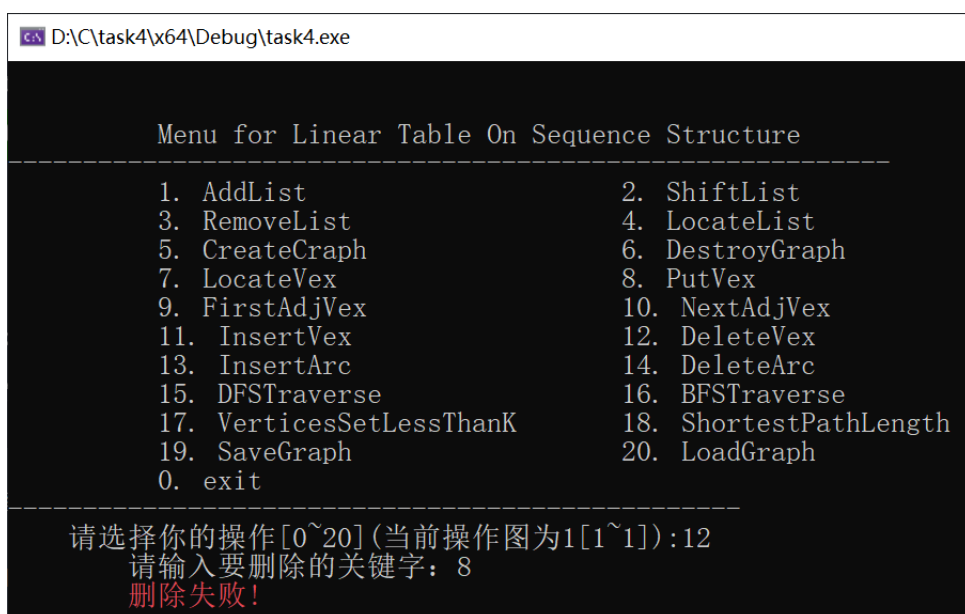 D:\C\task4\x64\Debug\task4.exe
Menu for Linear Table On Sequence Structure
------------------------------------------------------------
1. AddList 2. ShiftList
3. RemoveList 4. LocateList
5. CreateCraph 6. DestroyGraph
7. LocateVex 8. PutVex
9. FirstAdjVex 10. NextAdjVex
11. InsertVex 12. DeleteVex
13. InsertArc 14. DeleteArc
15. DFSTraverse 16. BFSTraverse
17. VerticesSetLessThanK 18. ShortestPathLength
19. SaveGraph 20. LoadGraph
0. exit
--------------------------------------------------
请选择你的操作[0~20](当前操作图为1[1~1]):12
请输入要删除的关键字：8
删除失败!